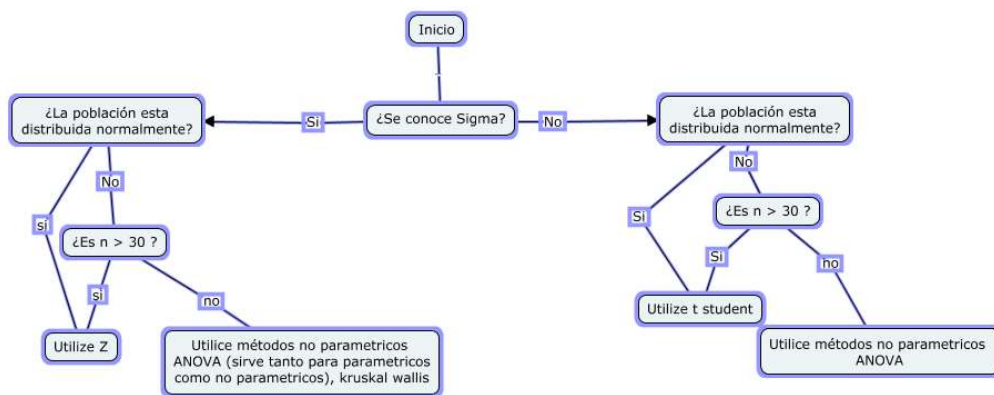 Inicio
¿Se conoce Sigma?
Si
No
¿La población esta
distribuida normalmente?
No
sí
¿Es n > 30 ?
si
no
Utilize Z
Utilice métodos no parametricos
ANOVA (sirve tanto para parametricos
como no parametricos), kruskal wallis
¿La población esta
distribuida normalmente?
No
Si
¿Es n > 30 ?
Si
no
Utilize t student
Utilice métodos no parametricos
ANOVA